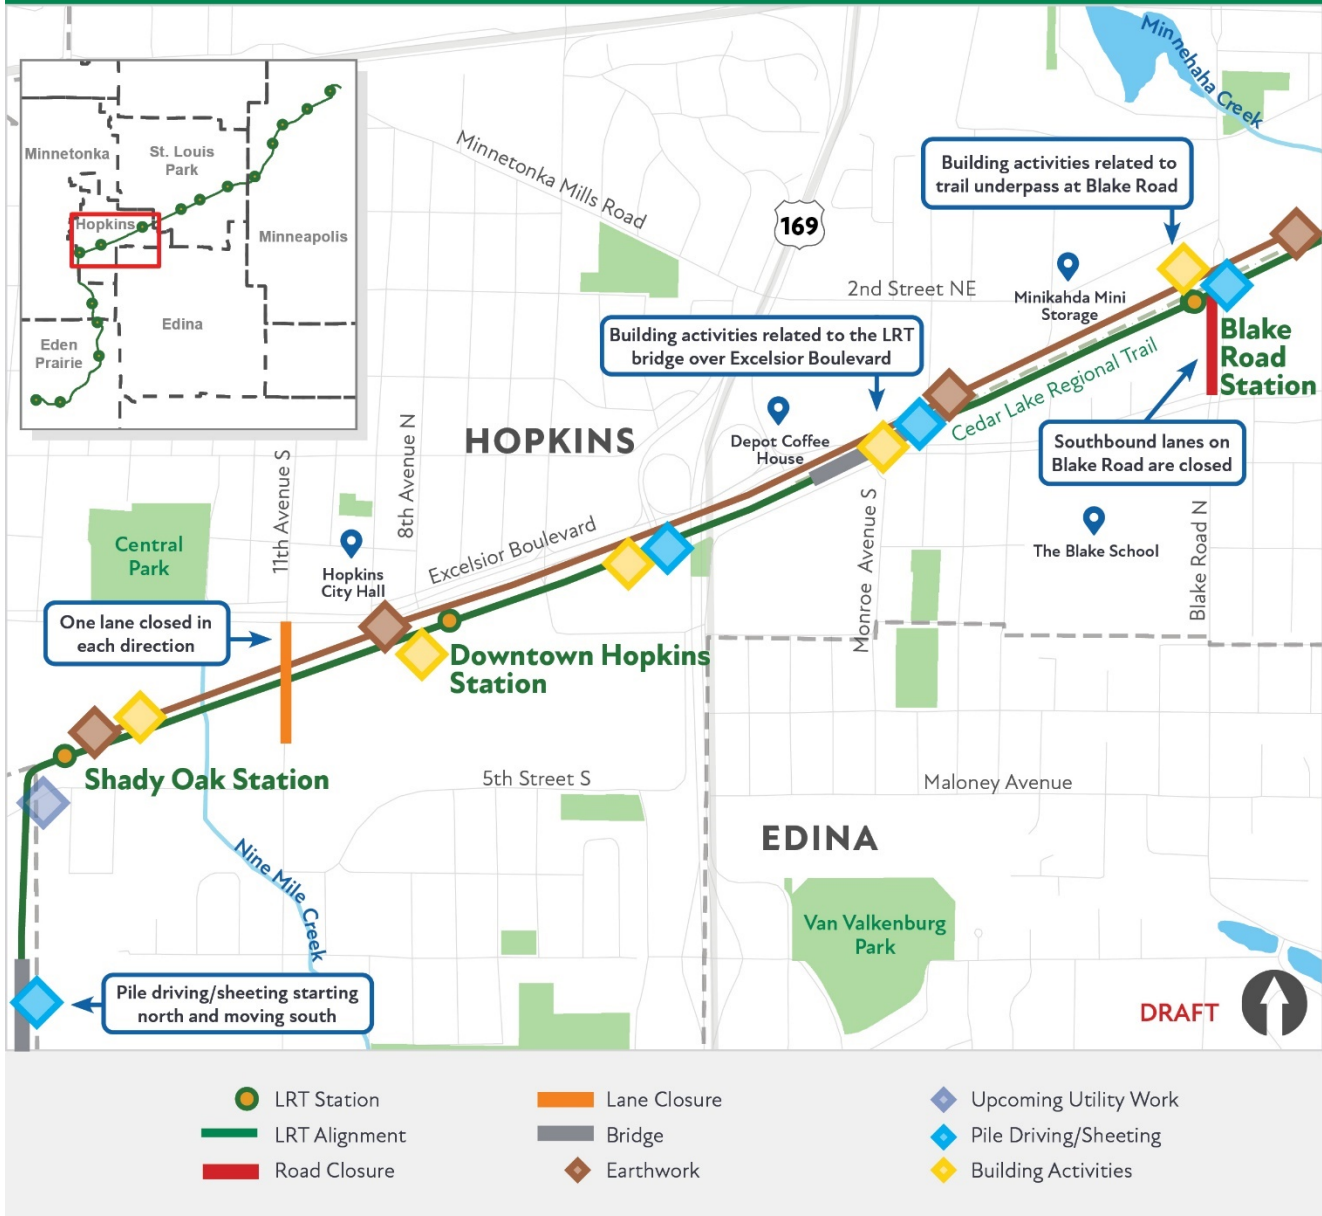 Minnehaha Creek
Minnetonka
St. Louis
Park
Hopkins
Minneapolis
Edina
Eden
Prairie
Minnetonka Mills Road
169
Building activities related to
trail underpass at Blake Road
2nd Street NE
Minikahda Mini
Storage
Building activities related to the LRT
bridge over Excelsior Boulevard
Blake
Road
Station
Cedar Lake Regional Trail
HOPKINS
Depot Coffee
House
Southbound lanes on
Blake Road are closed
11th Avenue S
8th Avenue N
Central
Park
Hopkins
City Hall
Excelsior Boulevard
Monroe Avenue S
The Blake School
Blake Road N
One lane closed in
each direction
Downtown Hopkins
Station
Shady Oak Station
5th Street S
Maloney Avenue
EDINA
Nine Mile Creek
Van Valkenburg
Park
Pile driving/sheeting starting
north and moving south
DRAFT
LRT Station
LRT Alignment
Road Closure
Lane Closure
Bridge
Earthwork
Upcoming Utility Work
Pile Driving/Sheeting
Building Activities